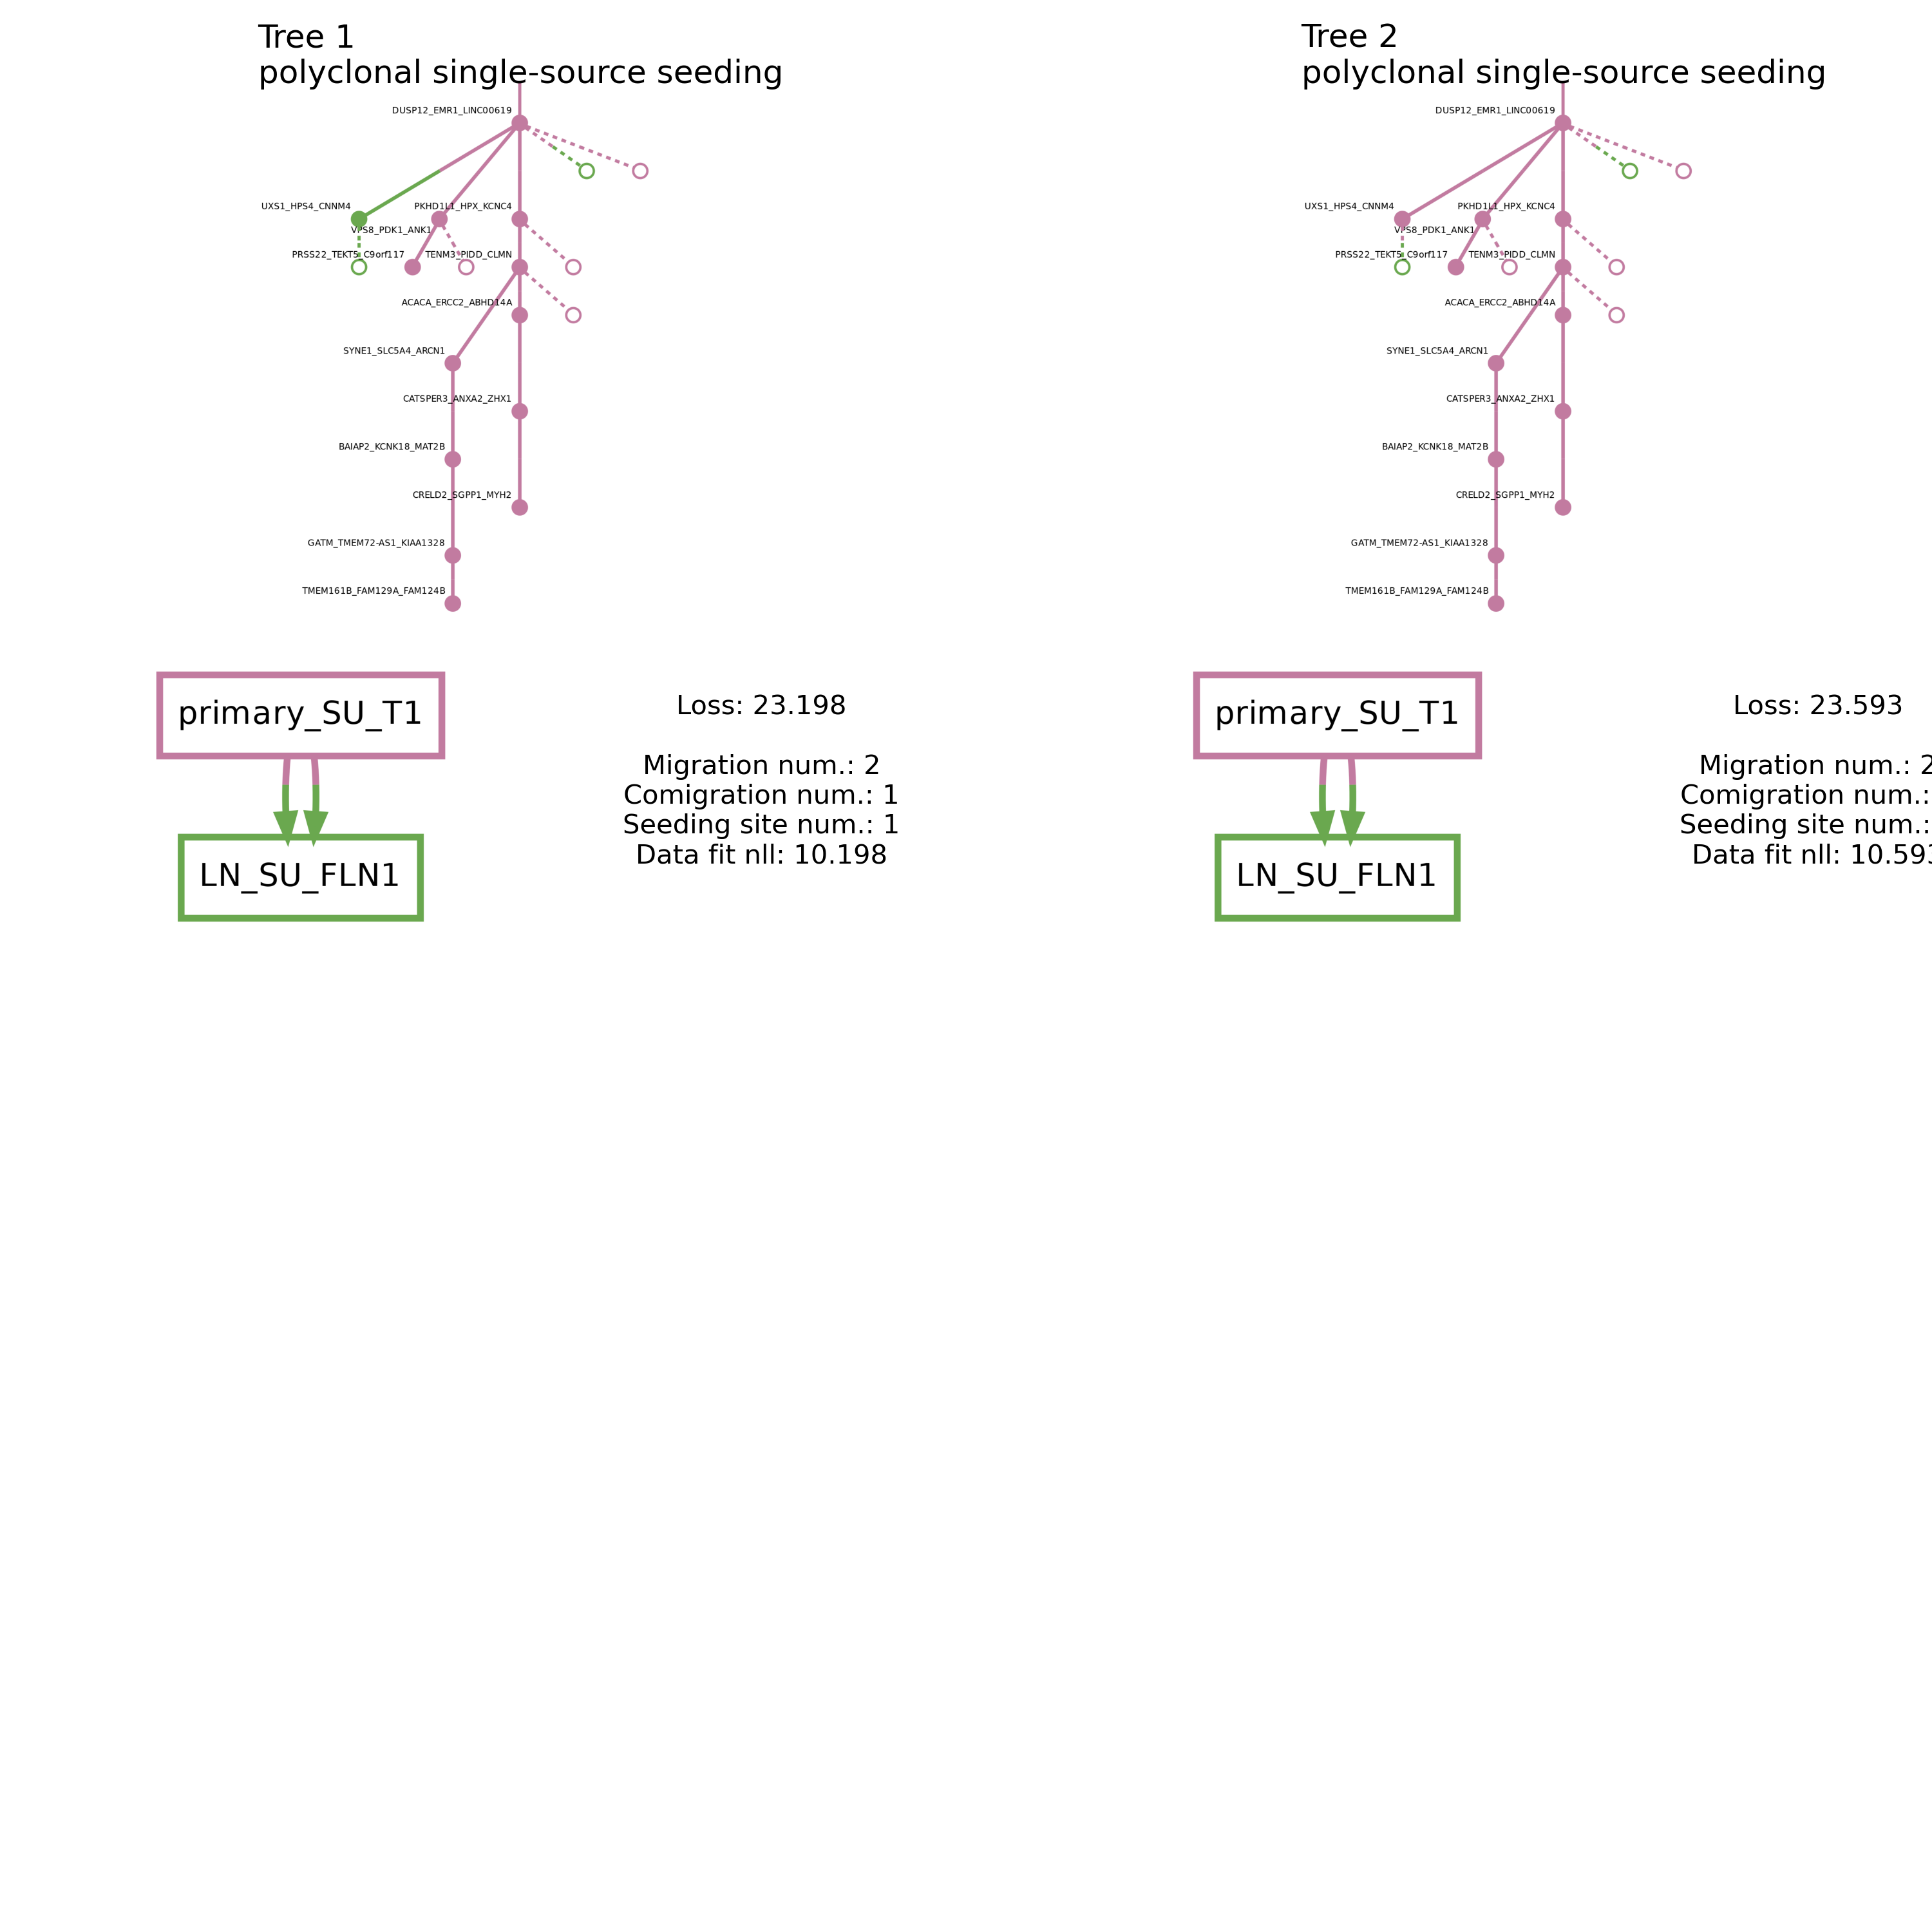 Tree 1
polyclonal single-source seeding
DUSP12_EMR1_LINC00619
UXS1_HPS4_CNNM4
PKHD1L1_HPX_KCNC4
VPS8_PDK1_ANK1
PRSS22_TEKT5_C9orf117
TENM3_PIDD_CLMN
ACACA_ERCC2_ABHD14A
SYNE1_SLC5A4_ARCN1
CATSPER3_ANXA2_ZHX1
BAIAP2_KCNK18_MAT2B
CRELD2_SGPP1_MYH2
GATM_TMEM72-AS1_KIAA1328
TMEM161B_FAM129A_FAM124B
primary_SU_T1
LN_SU_FLN1
Loss: 23.198
Migration num.: 2
Comigration num.: 1
Seeding site num.: 1
Data fit nll: 10.198
Tree 2
polyclonal single-source seeding
DUSP12_EMR1_LINC00619
UXS1_HPS4_CNNM4
PKHD1L1_HPX_KCNC4
VPS8_PDK1_ANK1
PRSS22_TEKT5_C9orf117
TENM3_PIDD_CLMN
ACACA_ERCC2_ABHD14A
SYNE1_SLC5A4_ARCN1
CATSPER3_ANXA2_ZHX1
BAIAP2_KCNK18_MAT2B
CRELD2_SGPP1_MYH2
GATM_TMEM72-AS1_KIAA1328
TMEM161B_FAM129A_FAM124B
primary_SU_T1
LN_SU_FLN1
Loss: 23.593
Migration num.: 2
Comigration num.:
Seeding site num.:
Data fit nll: 10.593